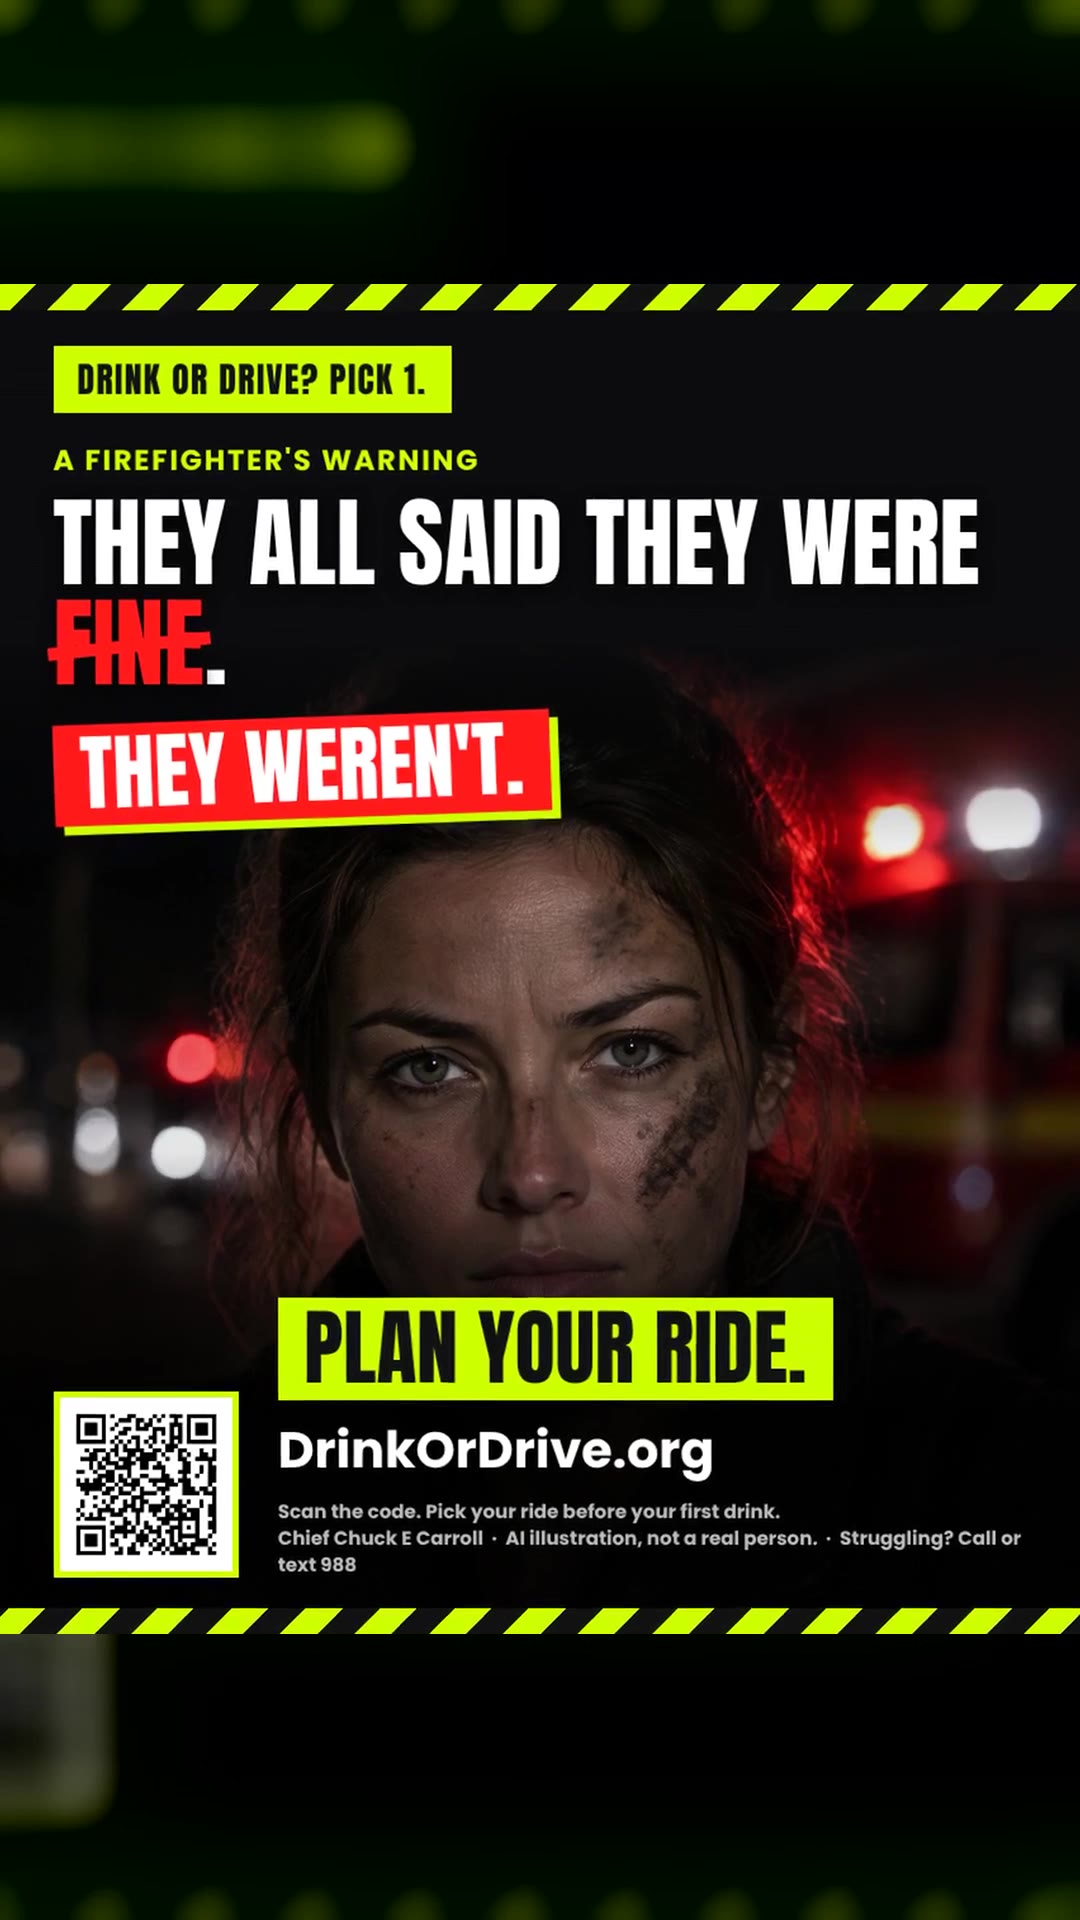 DRINK OR DRIVE? PICK 1.
A FIREFIGHTER'S WARNING
THEY ALL SAID THEY WERE
FINE.
THEY WEREN'T.
PLAN YOUR RIDE.
DrinkOrDrive.org
Scan the code. Pick your ride before your first drink.
Chief Chuck E Carroll · AI illustration, not a real person. · Struggling? Call or
text 988